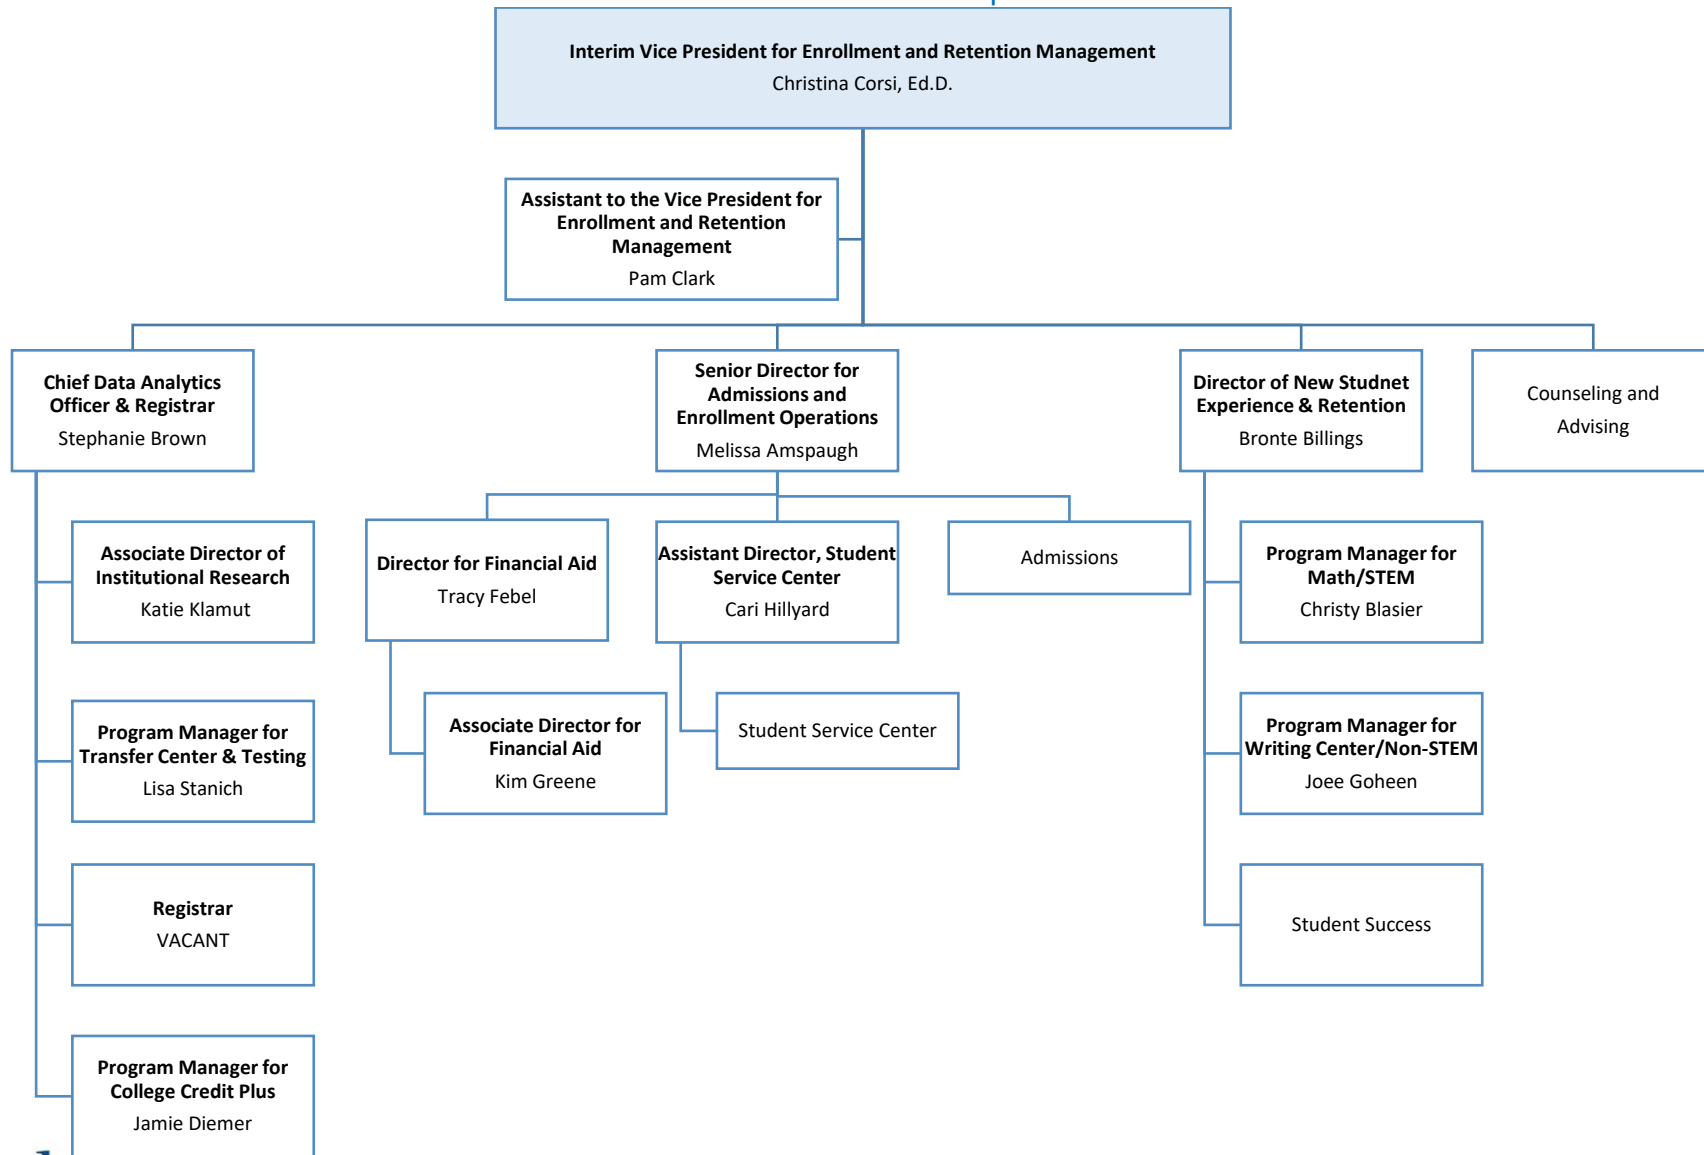 Interim Vice President for Enrollment and Retention Management
Christina Corsi, Ed.D.
Assistant to the Vice President for
Enrollment and Retention
Management
Pam Clark
Chief Data Analytics
Officer & Registrar
Stephanie Brown
Senior Director for
Admissions and
Enrollment Operations
Melissa Amspaugh
Director of New Studnet
Experience & Retention
Bronte Billings
Counseling and
Advising
Associate Director of
Institutional Research
Katie Klamut
Director for Financial Aid
Tracy Febel
Assistant Director, Student
Service Center
Cari Hillyard
Admissions
Program Manager for
Math/STEM
Christy Blasier
Program Manager for
Transfer Center & Testing
Lisa Stanich
Associate Director for
Financial Aid
Kim Greene
Student Service Center
Program Manager for
Writing Center/Non-STEM
Joee Goheen
Registrar
VACANT
Student Success
Program Manager for
College Credit Plus
Jamie Diemer